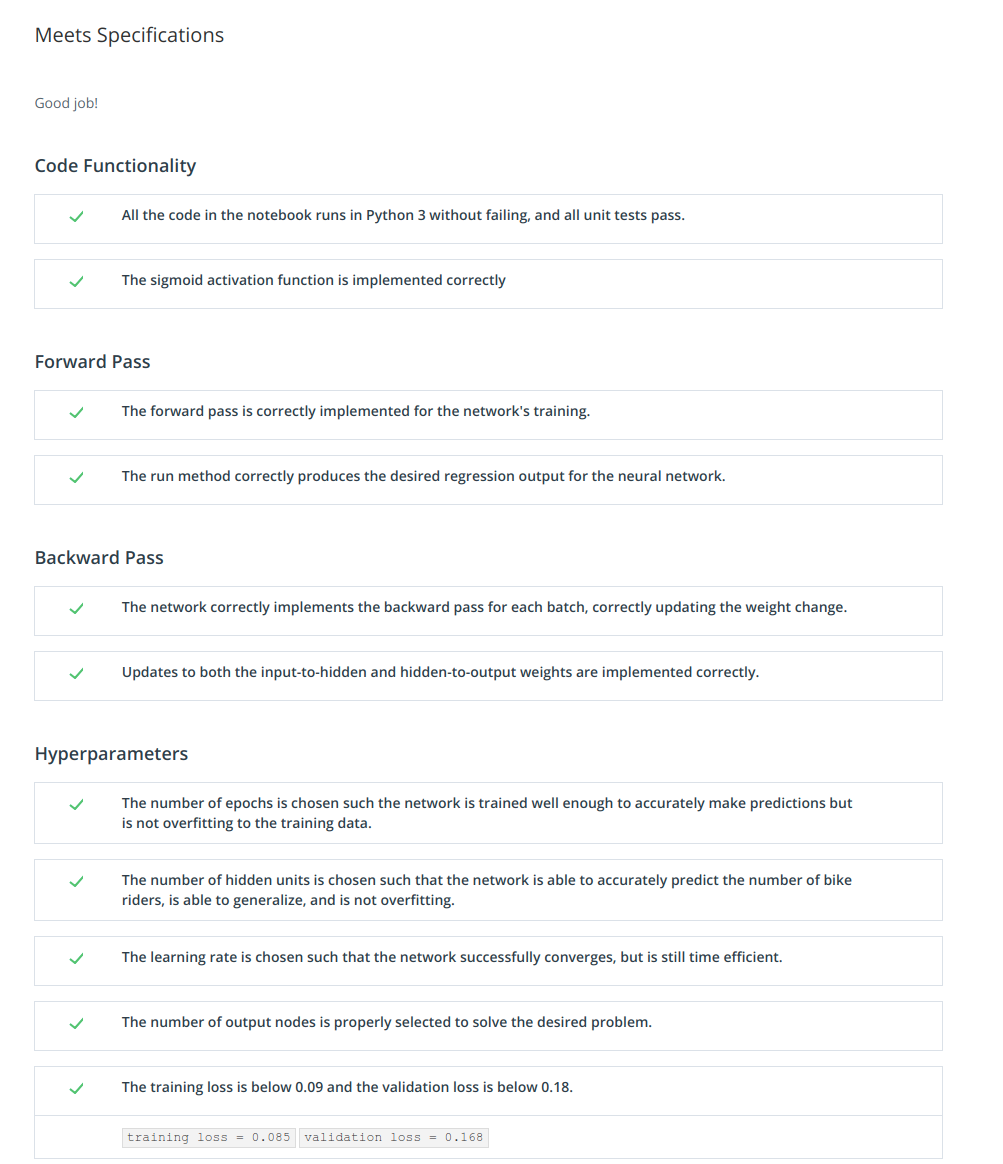 Meets Specifications
Good job!
Code Functionality
All the code in the notebook runs in Python 3 without failing, and all unit tests pass.
The sigmoid activation function is implemented correctly
Forward Pass
The forward pass is correctly implemented for the network's training.
The run method correctly produces the desired regression output for the neural network.
Backward Pass
The network correctly implements the backward pass for each batch, correctly updating the weight change.
Updates to both the input-to-hidden and hidden-to-output weights are implemented correctly.
Hyperparameters
The number of epochs is chosen such the network is trained well enough to accurately make predictions but
is not overfitting to the training data.
The number of hidden units is chosen such that the network is able to accurately predict the number of bike
riders, is able to generalize, and is not overfitting.
The learning rate is chosen such that the network successfully converges, but is still time efficient.
The number of output nodes is properly selected to solve the desired problem.
The training loss is below 0.09 and the validation loss is below 0.18.
training loss = 0.085 validation loss = 0.168